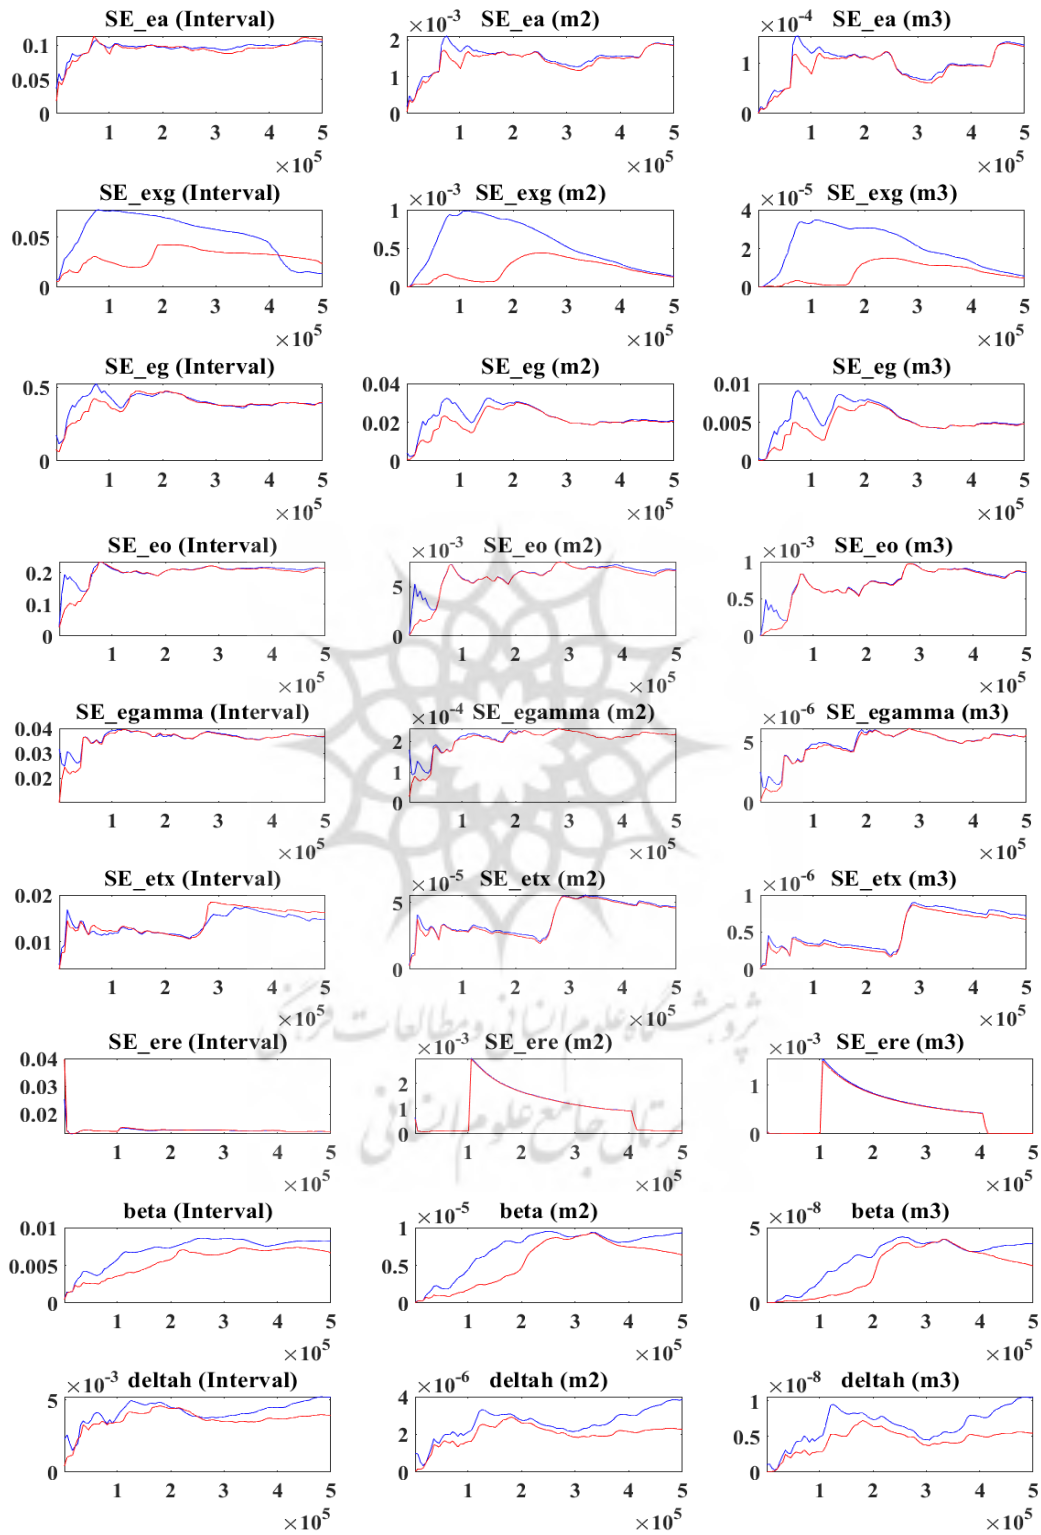 SE_ea (Interval)
×10-3 SE_ea (m2)
×10-4 SE_ea (m3)
0.1
0.05
0
2
1
0
1
0
1 2 3 4 5
×105
1 2 3 4 5
×105
1 2 3 4 5
×105
SE_exg (Interval)
×10-3 SE_exg (m2)
×10-5 SE_exg (m3)
0.05
0
1
0.5
0
4
2
0
1 2 3 4 5
×105
1 2 3 4 5
×105
1 2 3 4 5
×105
SE_eg (Interval)
SE_eg (m2)
SE_eg (m3)
0.5
0
0.04
0.02
0
0.01
0.005
0
1 2 3 4 5
×105
1 2 3 4 5
×105
1 2 3 4 5
×105
SE_eo (Interval)
×10-3 SE_eo (m2)
×10-3 SE_eo (m3)
0.2
0.1
0
5
0
1
0.5
0
1 2 3 4 5
×105
1 2 3 4 5
×105
1 2 3 4 5
×105
SE_egamma (Interval)
×10-4 SE_egamma (m2)
×10-6 SE_egamma (m3)
0.04
0.03
0.02
2
1
0
5
0
1 2 3 4 5
×105
1 2 3 4 5
×105
1 2 3 4 5
×105
SE_etx (Interval)
×10-5 SE_etx (m2)
×10-6 SE_etx (m3)
0.02
0.01
5
0
1
0.5
0
1 2 3 4 5
×105
1 2 3 4 5
×105
1 2 3 4 5
×105
پژوهشگاه علوم انسانی و مطالعات فرهنگی
SE_ere (Interval)
×10-3 SE_ere (m2)
×10-3 SE_ere (m3)
0.04
0.03
0.02
2
1
0
1
0
1 2 3 4 5
×105
1 2 3 4 5
×105
1 2 3 4 5
×105
پرتال جامع علوم انسانی
beta (Interval)
×10-5 beta (m2)
×10-8 beta (m3)
0.01
0.005
0
1
0.5
0
5
0
1 2 3 4 5
×105
1 2 3 4 5
×105
1 2 3 4 5
×105
×10-3 deltah (Interval)
×10-6 deltah (m2)
×10-8 deltah (m3)
5
0
4
2
0
1
0.5
0
1 2 3 4 5
×105
1 2 3 4 5
×105
1 2 3 4 5
×105